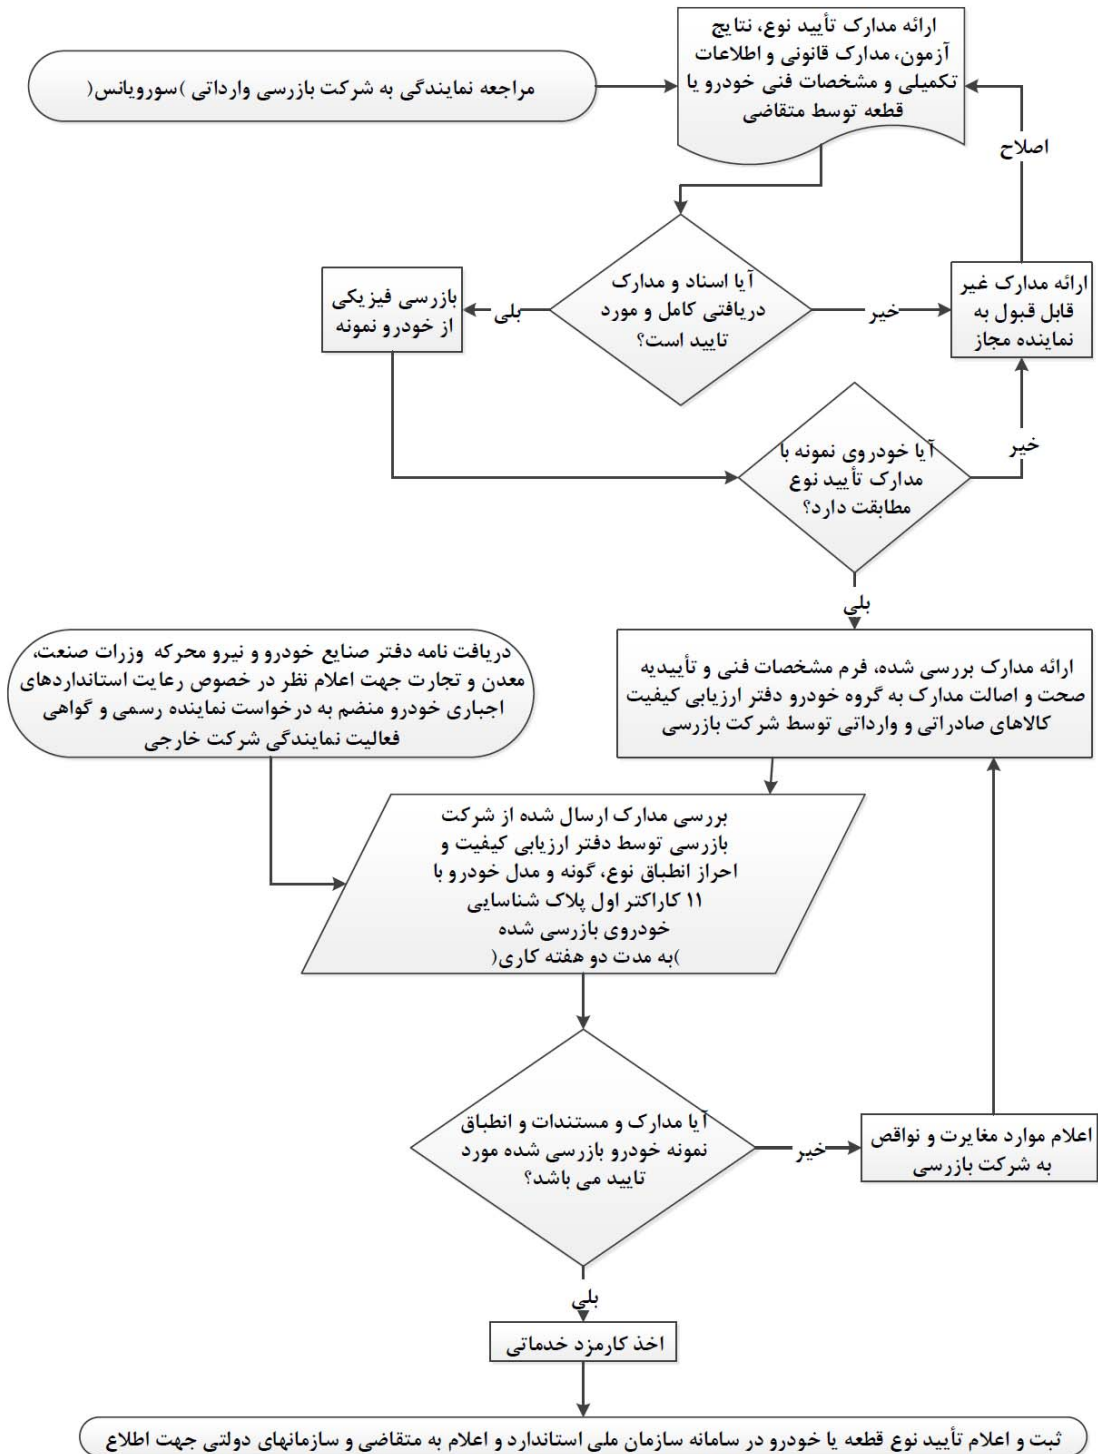 مراجعه نمایندگی به شرکت بازرسی وارداتی )سورویانس(
ارائه مدارک تأیید نوع، نتایج
آزمون، مدارک قانونی و اطلاعات
تکمیلی و مشخصات فنی خودرو یا
قطعه توسط متقاضی
اصلاح
آیا اسناد و مدارک
دریافتی کامل و مورد
تایید است؟
بلی
خیر
بازرسی فیزیکی
از خودرو نمونه
ارائه مدارک غیر
قابل قبول به
نماینده مجاز
آیا خودروی نمونه با
مدارک تأیید نوع
مطابقت دارد؟
خیر
بلی
ارائه مدارک بررسی شده، فرم مشخصات فنی و تأییدیه
صحت و اصالت مدارک به گروه خودرو دفتر ارزیابی کیفیت
کالاهای صادراتی و وارداتی توسط شرکت بازرسی
دریافت نامه دفتر صنایع خودرو و نیرو محرکه وزرات صنعت،
معدن و تجارت جهت اعلام نظر در خصوص رعایت استانداردهای
اجباری خودرو منضم به درخواست نماینده رسمی و گواهی
فعالیت نمایندگی شرکت خارجی
بررسی مدارک ارسال شده از شرکت
بازرسی توسط دفتر ارزیابی کیفیت و
احراز انطباق نوع، گونه و مدل خودرو با
۱۱ کاراکتر اول پلاک شناسایی
خودروی بازرسی شده
)به مدت دو هفته کاری(
آیا مدارک و مستندات و انطباق
نمونه خودرو بازرسی شده مورد
تایید می باشد؟
خیر
اعلام موارد مغایرت و نواقص
به شرکت بازرسی
بلی
اخذ کارمزد خدماتی
ثبت و اعلام تأیید نوع قطعه یا خودرو در سامانه سازمان ملی استاندارد و اعلام به متقاضی و سازمانهای دولتی جهت اطلاع